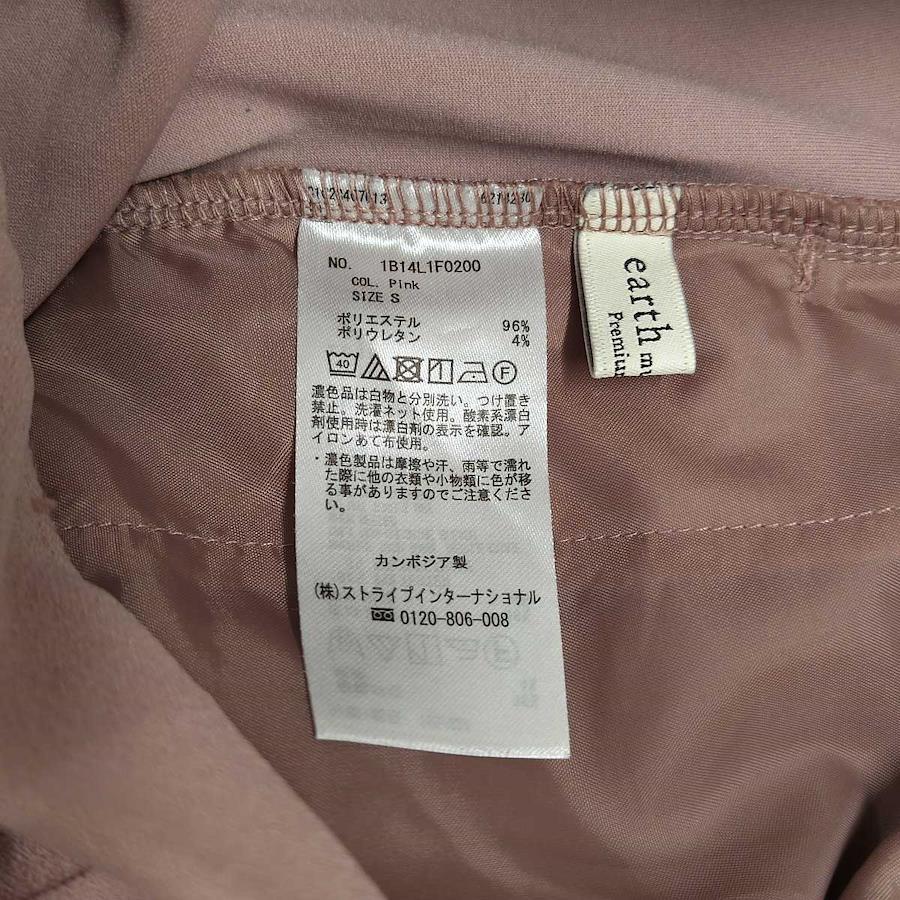 NO. 1B14L1F0200
COL. Pink
SIZE S
ポリエステル 96%
ポリウレタン 4%
40
F
濃色品は白物と分別洗い。つけ置き
禁止。洗濯ネット使用。酸素系漂白
剤使用時は漂白剤の表示を確認。ア
イロンあて布使用。
・濃色製品は摩擦や汗、雨等で濡れ
た際に他の衣類や小物類に色が移
る事がありますのでご注意くださ
い。
カンボジア製
(株)ストライプインターナショナル
0120-806-008
earth mu
Premium